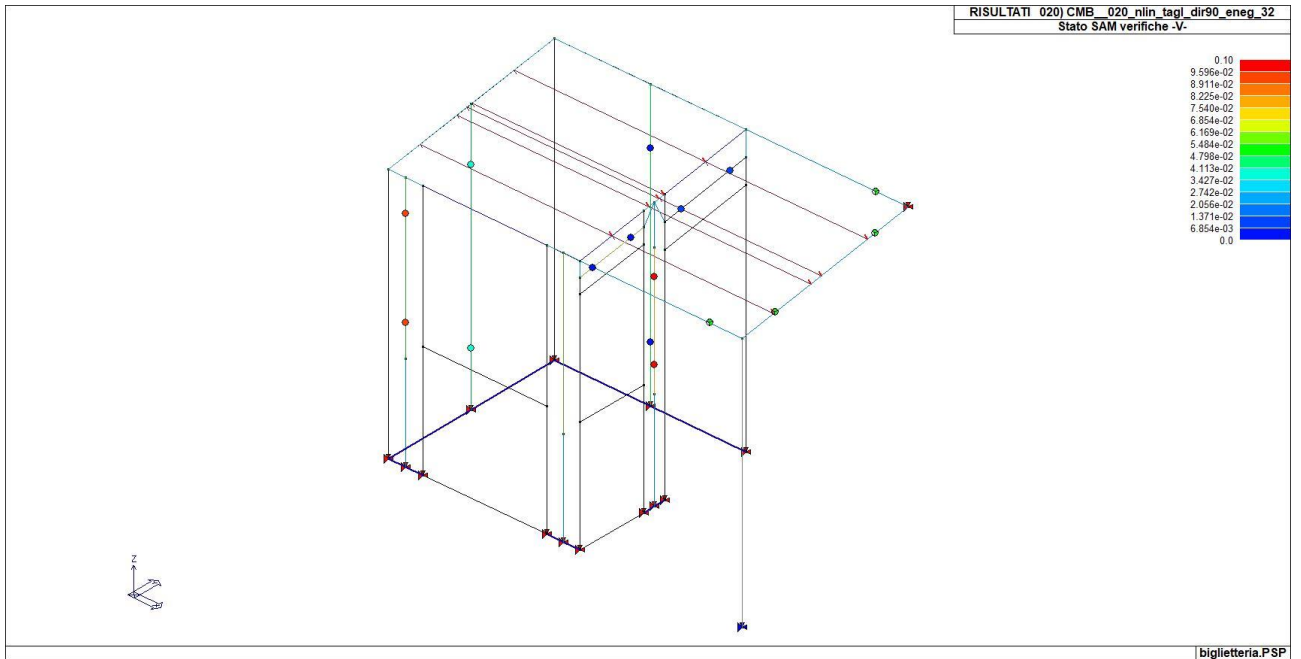 RISULTATI 020) CMB__020_nlin_tagl_dir90_eneg_32
Stato SAM verifiche -V-
0.10
9.596e-02
8.911e-02
8.225e-02
7.540e-02
6.854e-02
6.169e-02
5.484e-02
4.798e-02
4.113e-02
3.427e-02
2.742e-02
2.056e-02
1.371e-02
6.854e-03
0.0
Z
biglietteria.PSP